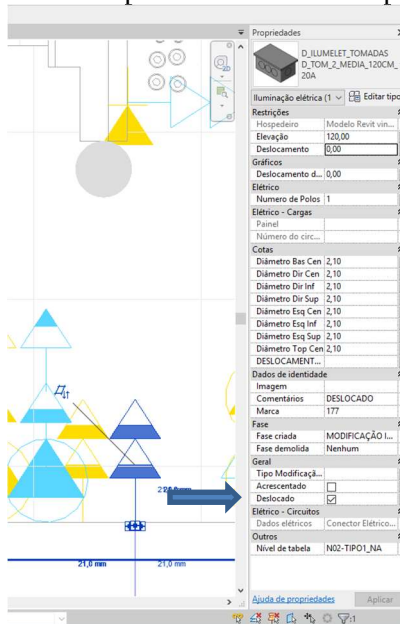 Propriedades
D_ILUMELET_TOMADAS
D_TOM_2_MEDIA_120CM_
20A
Iluminação elétrica (1 Editar tipo
Restrições
Hospedeiro Modelo Revit vin...
Elevação 120,00
Deslocamento 0,00
Gráficos
Deslocamento d... 0,00
Elétrico
Numero de Polos 1
Elétrico - Cargas
Painel
Número do circ...
Cotas
Diâmetro Bas Cen 2,10
Diâmetro Dir Cen 2,10
Diâmetro Dir Inf 2,10
Diâmetro Dir Sup 2,10
Diâmetro Esq Cen 2,10
Diâmetro Esq Inf 2,10
Diâmetro Esq Sup 2,10
Diâmetro Top Cen 2,10
DESLOCAMENT...
Dados de identidade
Imagem
Comentários DESLOCADO
Marca 177
Fase
Fase criada MODIFICAÇÃO I...
Fase demolida Nenhum
Geral
Tipo Modificaçã...
Acrescentado
Deslocado
Elétrico - Circuitos
Dados elétricos Conector Elétrico...
Outros
Nível de tabela N02-TIPO1_NA
Ajuda de propriedades Aplicar
21,0 mm 21,0 mm
:1